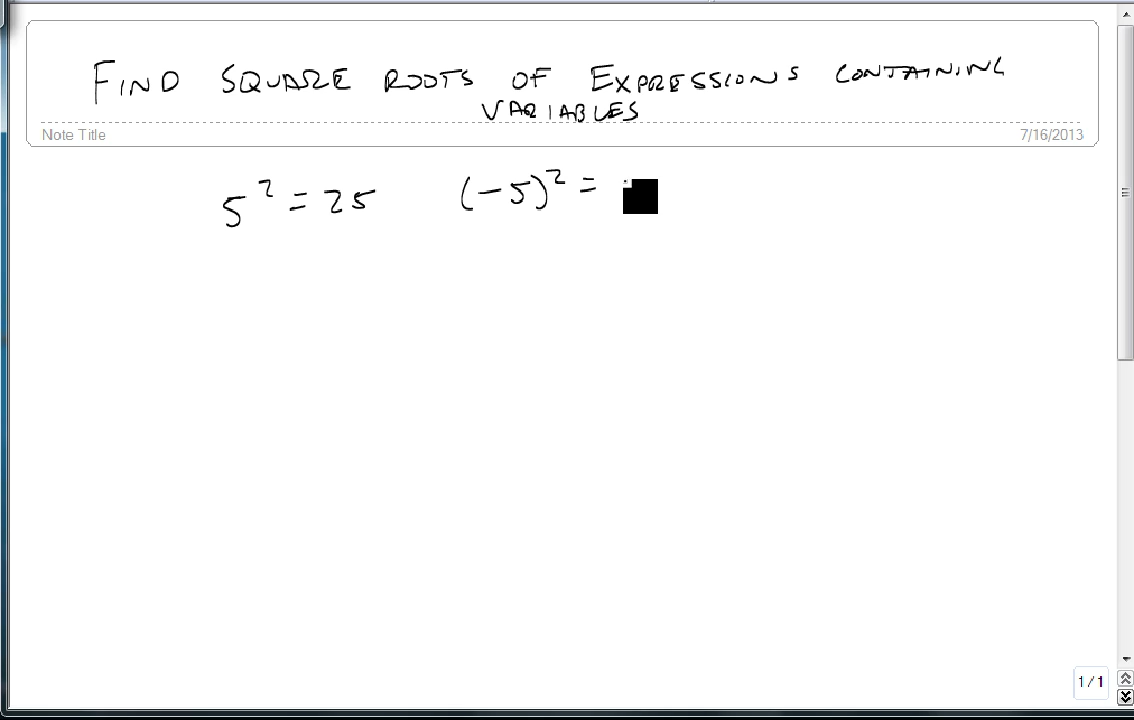 FIND SQUARE ROOTS OF EXPRESSIONS CONTAINING
VARIABLES
Note Title
7/16/2013
5² = 25 (-5)² =
1/1